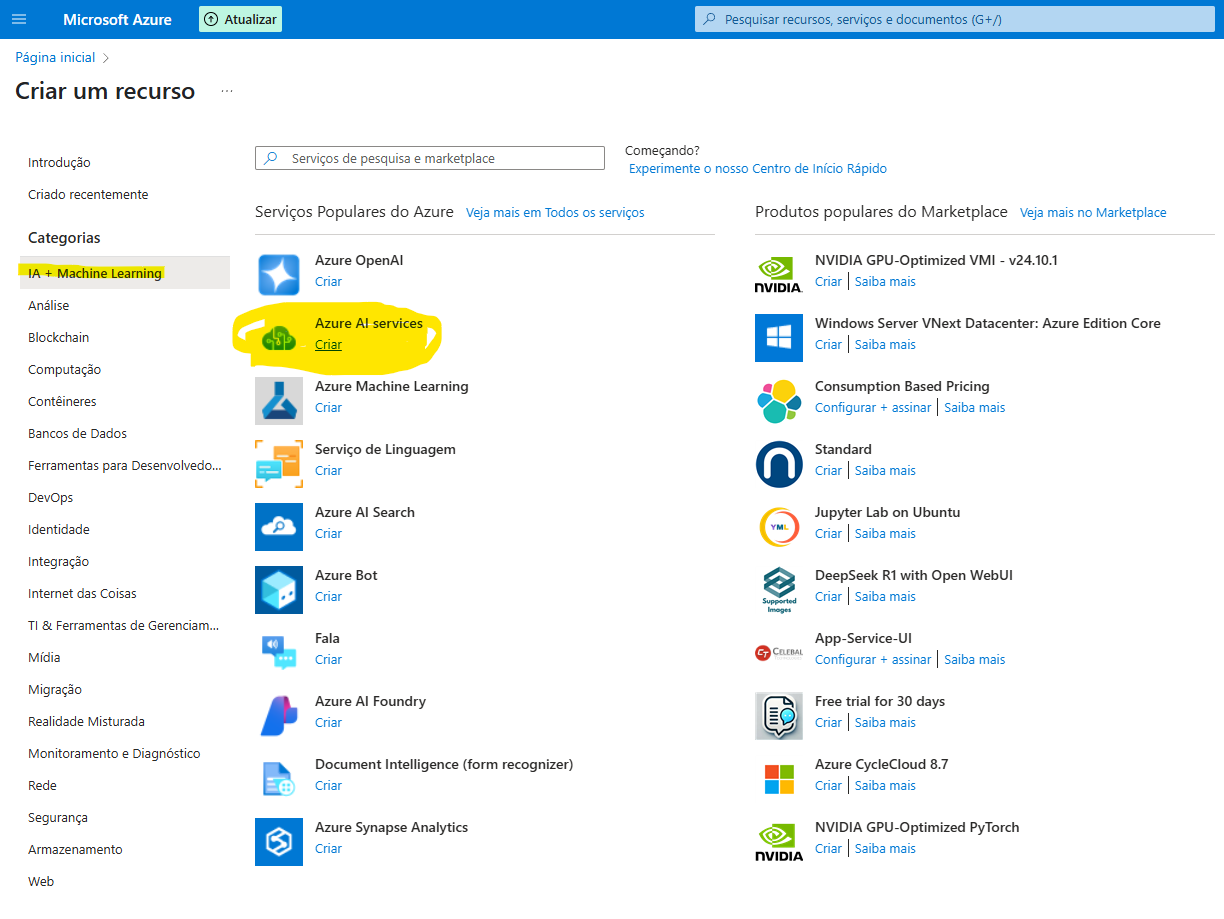 Microsoft Azure
Atualizar
Pesquisar recursos, serviços e documentos (G+/)
Página inicial
Criar um recurso
Introdução
Criado recentemente
Categorias
IA + Machine Learning
Análise
Blockchain
Computação
Contêineres
Bancos de Dados
Ferramentas para Desenvolvedo...
DevOps
Identidade
Integração
Internet das Coisas
TI & Ferramentas de Gerenciam...
Mídia
Migração
Realidade Misturada
Monitoramento e Diagnóstico
Rede
Segurança
Armazenamento
Web
Serviços de pesquisa e marketplace
Começando?
Experimente o nosso Centro de Início Rápido
Serviços Populares do Azure Veja mais em Todos os serviços
Azure OpenAI
Criar
Azure AI services
Criar
Azure Machine Learning
Criar
Serviço de Linguagem
Criar
Azure AI Search
Criar
Azure Bot
Criar
Fala
Criar
Azure AI Foundry
Criar
Document Intelligence (form recognizer)
Criar
Azure Synapse Analytics
Criar
Produtos populares do Marketplace Veja mais no Marketplace
NVIDIA GPU-Optimized VMI - v24.10.1
Criar | Saiba mais
NVIDIA.
Windows Server VNext Datacenter: Azure Edition Core
Criar | Saiba mais
Consumption Based Pricing
Configurar + assinar | Saiba mais
Standard
Criar | Saiba mais
Jupyter Lab on Ubuntu
YML
Criar | Saiba mais
DeepSeek R1 with Open WebUI
Criar | Saiba mais
Supported
Images
App-Service-UI
CT CELEBAL
Configurar + assinar | Saiba mais
Free trial for 30 days
Criar | Saiba mais
Azure CycleCloud 8.7
Criar | Saiba mais
NVIDIA GPU-Optimized PyTorch
Criar | Saiba mais
NVIDIA